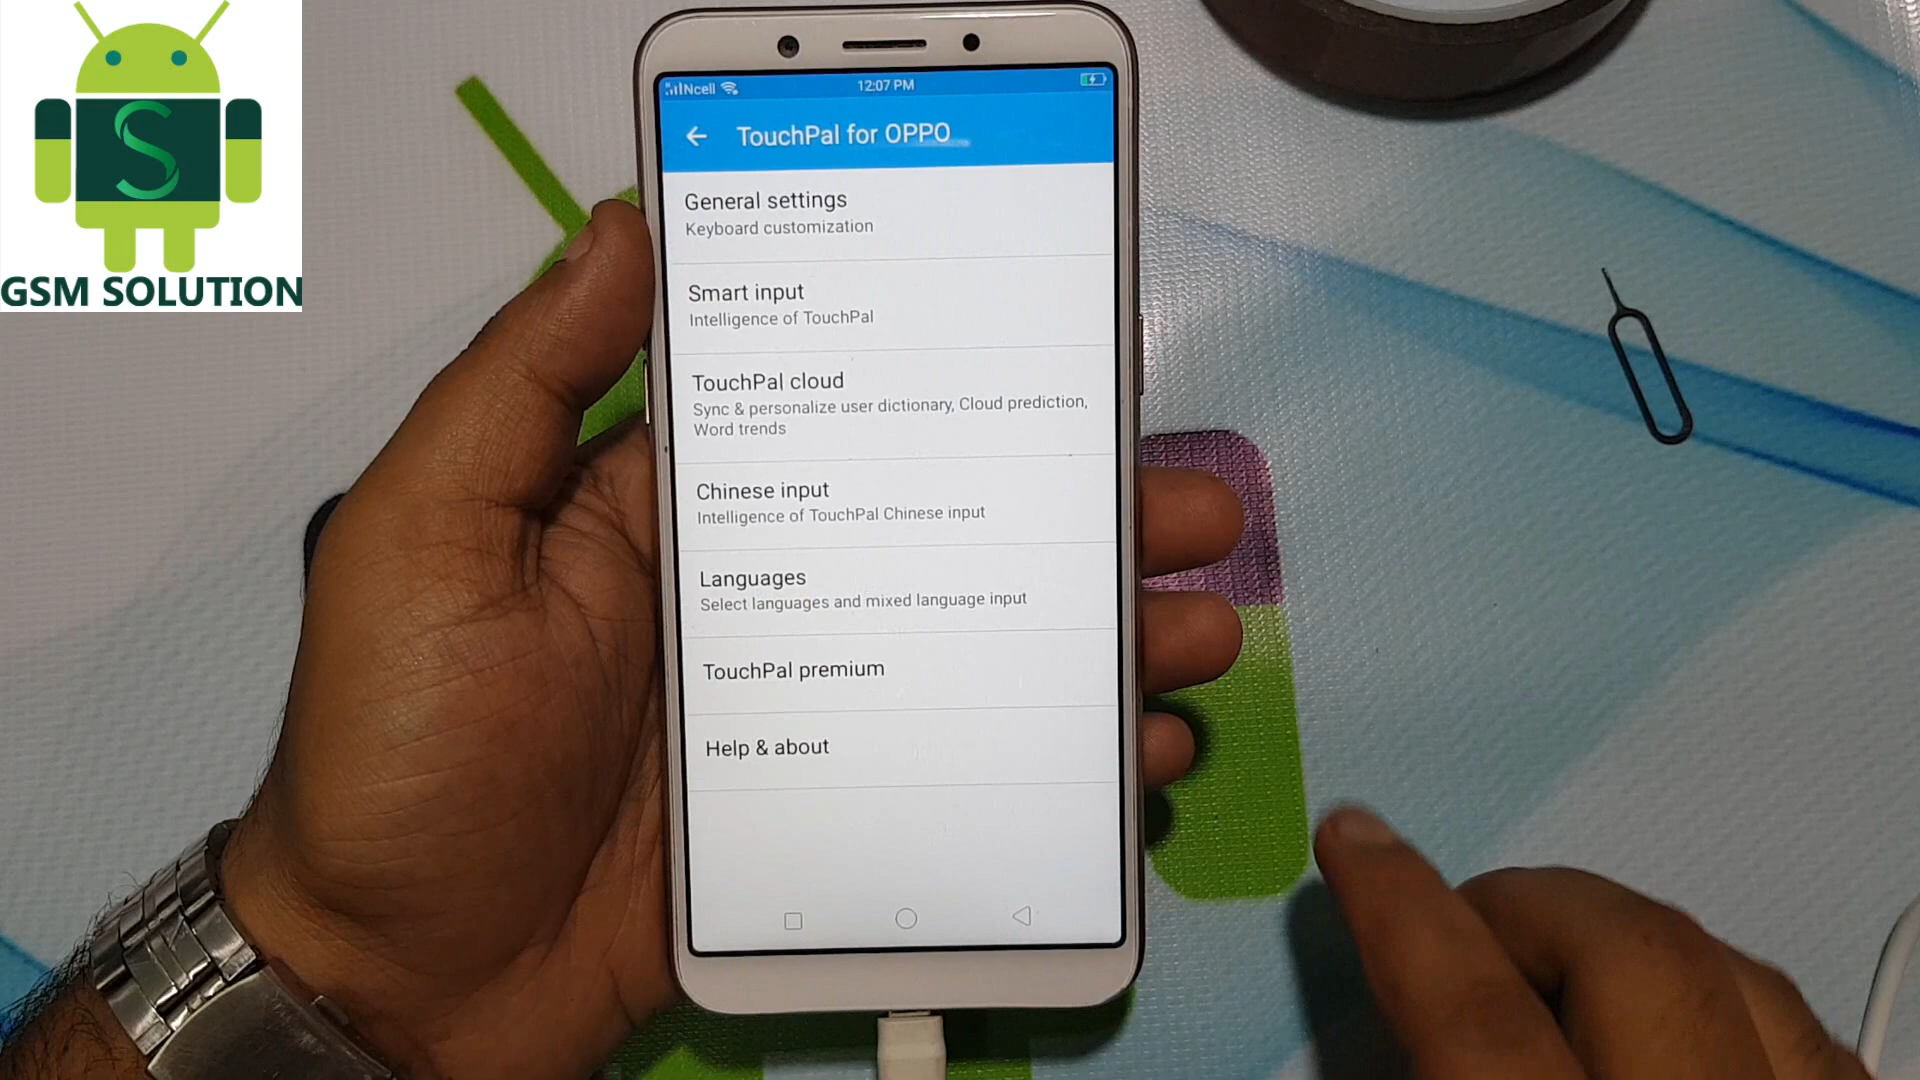 S
GSM SOLUTION
Ncell
12:07 PM
TouchPal for OPPO
General settings
Keyboard customization
Smart input
Intelligence of TouchPal
TouchPal cloud
Sync & personalize user dictionary, Cloud prediction,
Word trends
Chinese input
Intelligence of TouchPal Chinese input
Languages
Select languages and mixed language input
TouchPal premium
Help & about